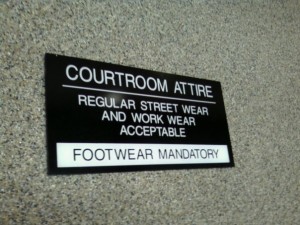 COURTROOM ATTIRE
REGULAR STREET WEAR
AND WORK WEAR
ACCEPTABLE
FOOTWEAR MANDATORY